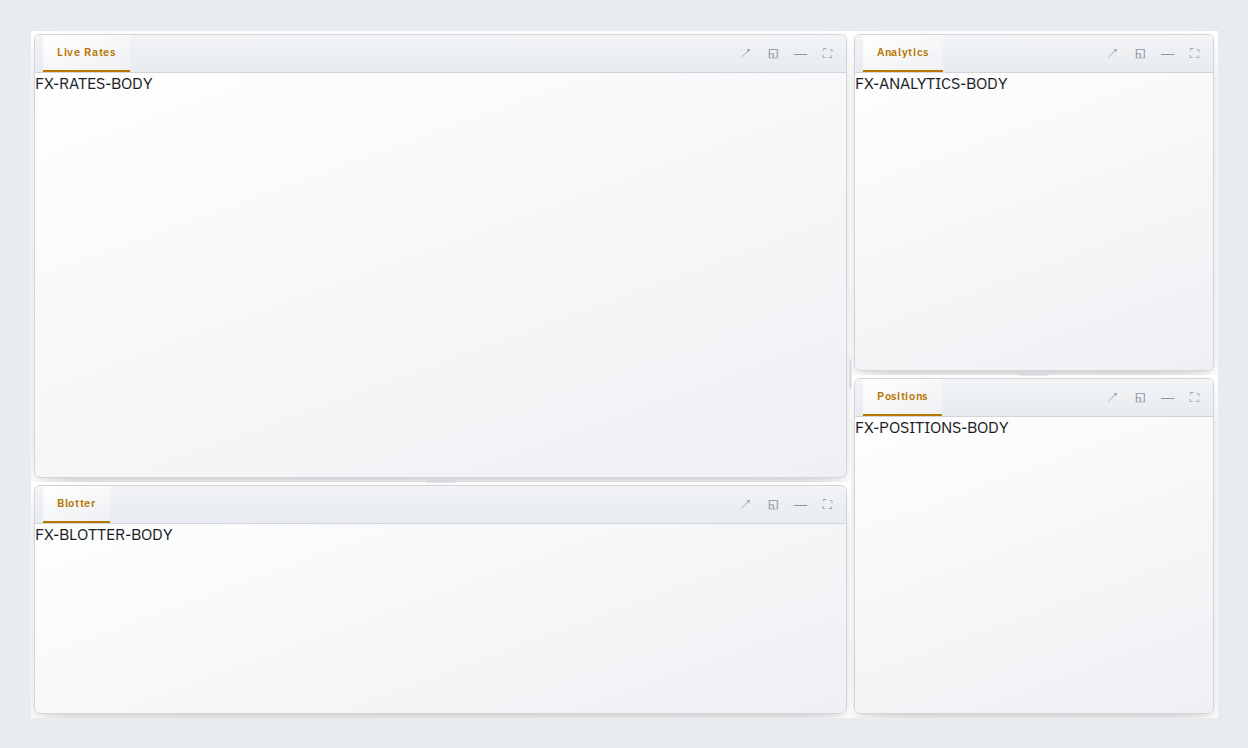 Live Rates
FX-RATES-BODY
Analytics
FX-ANALYTICS-BODY
Blotter
FX-BLOTTER-BODY
Positions
FX-POSITIONS-BODY